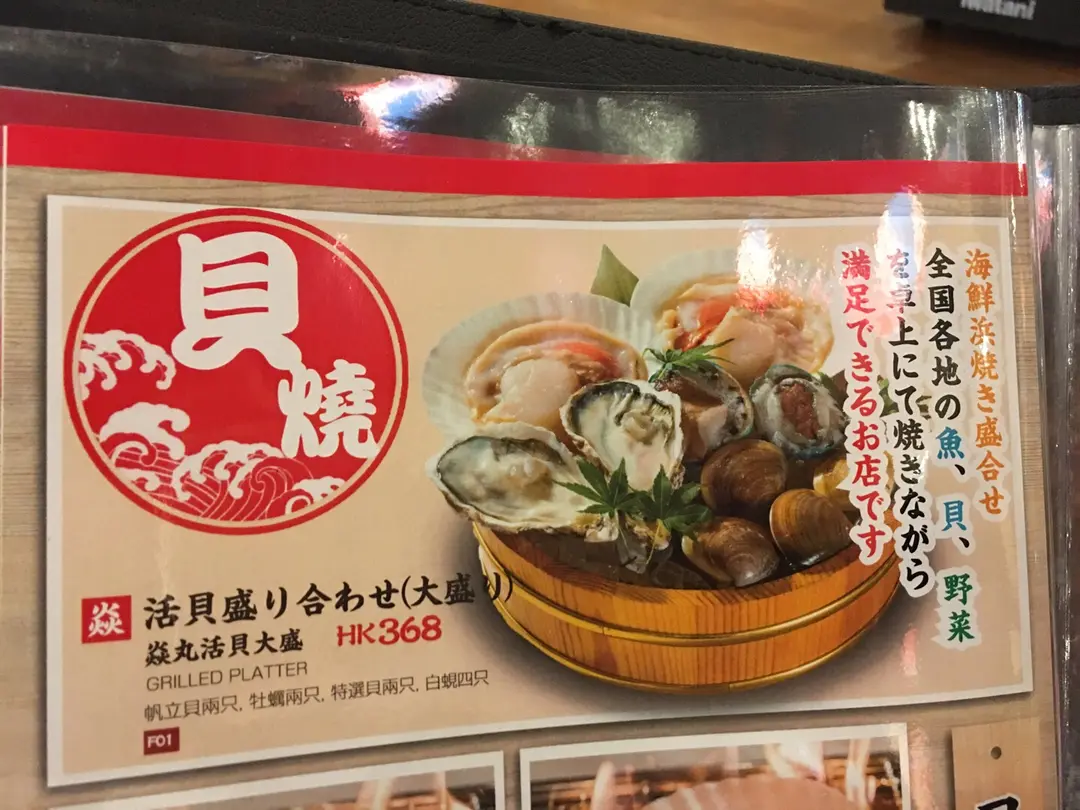 Iwatani
貝
燒
海鮮浜焼き盛合せ
全国各地の魚、貝、野菜
を卓上にて焼きながら
満足できるお店です
焱 活貝盛り合わせ(大盛り)
焱丸活貝大盛 HK368
GRILLED PLATTER
帆立貝兩只, 牡蠣兩只, 特選貝兩只, 白蜆四只
F01